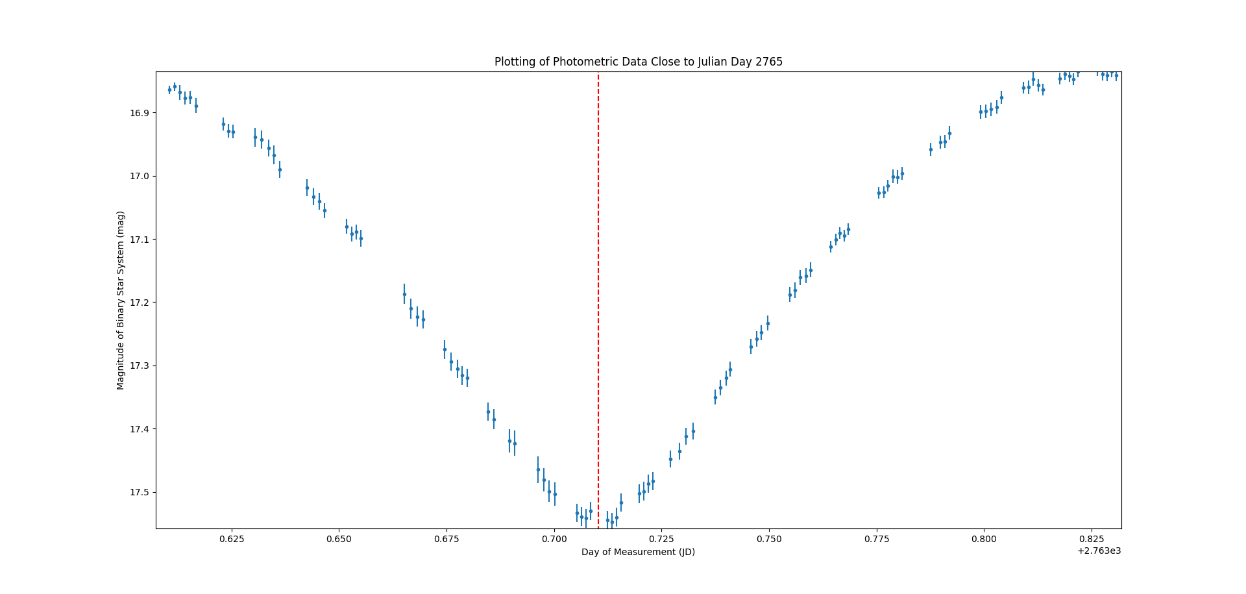 Plotting of Photometric Data Close to Julian Day 2765
Magnitude of Binary Star System (mag)
16.9
17.0
17.1
17.2
17.3
17.4
17.5
0.625 0.650 0.675 0.700 0.725 0.750 0.775 0.800 0.825
+2.763e3
Day of Measurement (JD)